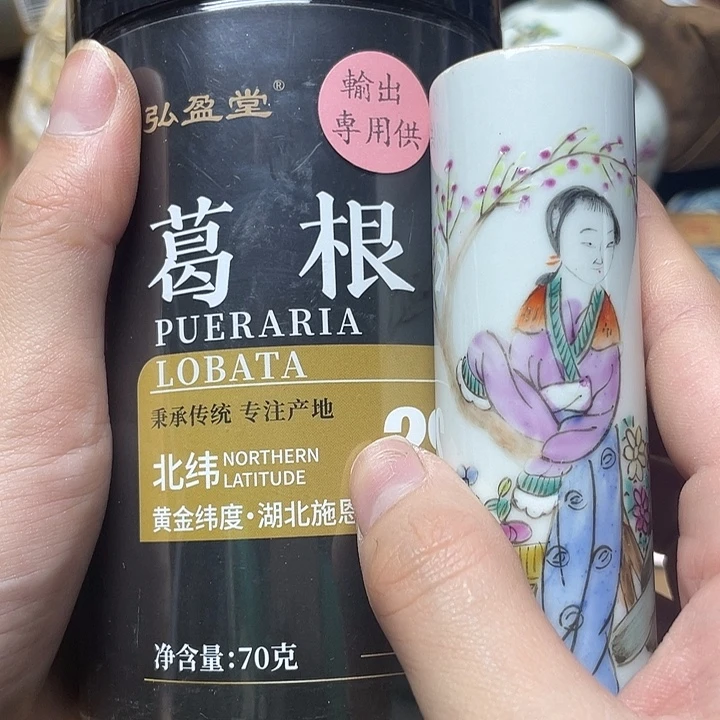 弘盈堂®
輸出
専用供
葛根
PUERARIA
LOBATA
秉承传统 专注产地
北纬
NORTHERN
LATITUDE
黄金纬度·湖北施恩
净含量:70克